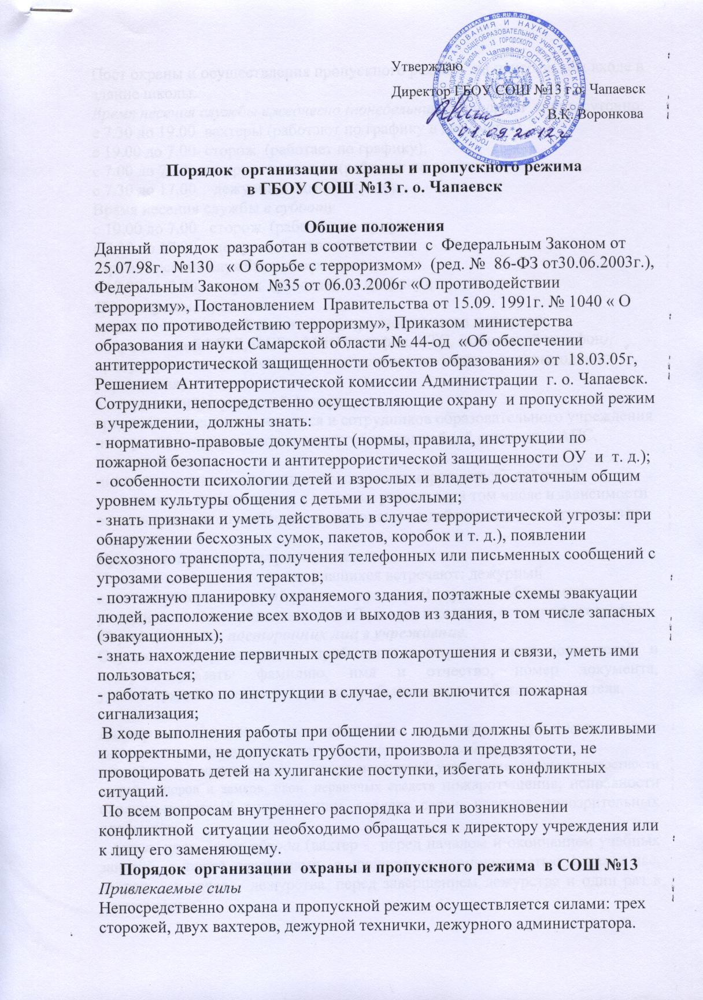 Утверждаю
Директор ГБОУ СОШ №13 г.о. Чапаевск
В.К. Воронкова
01.09.2012г
Порядок организации охраны и пропускного режима
в ГБОУ СОШ №13 г. о. Чапаевск
Общие положения
Данный порядок разработан в соответствии с Федеральным Законом от
25.07.98г. №130 « О борьбе с терроризмом» (ред. № 86-ФЗ от30.06.2003г.),
Федеральным Законом №35 от 06.03.2006г «О противодействии
терроризму», Постановлением Правительства от 15.09. 1991г. № 1040 « О
мерах по противодействию терроризму», Приказом министерства
образования и науки Самарской области № 44-од «Об обеспечении
антитеррористической защищенности объектов образования» от 18.03.05г,
Решением Антитеррористической комиссии Администрации г. о. Чапаевск.
Сотрудники, непосредственно осуществляющие охрану и пропускной режим
в учреждении, должны знать:
- нормативно-правовые документы (нормы, правила, инструкции по
пожарной безопасности и антитеррористической защищенности ОУ и т. д.);
- особенности психологии детей и взрослых и владеть достаточным общим
уровнем культуры общения с детьми и взрослыми;
- знать признаки и уметь действовать в случае террористической угрозы: при
обнаружении бесхозных сумок, пакетов, коробок и т. д.), появлении
бесхозного транспорта, получения телефонных или письменных сообщений с
угрозами совершения терактов;
- поэтажную планировку охраняемого здания, поэтажные схемы эвакуации
людей, расположение всех входов и выходов из здания, в том числе запасных
(эвакуационных);
- знать нахождение первичных средств пожаротушения и связи, уметь ими
пользоваться;
- работать четко по инструкции в случае, если включится пожарная
сигнализация;
В ходе выполнения работы при общении с людьми должны быть вежливыми
и корректными, не допускать грубости, произвола и предвзятости, не
провоцировать детей на хулиганские поступки, избегать конфликтных
ситуаций.
По всем вопросам внутреннего распорядка и при возникновении
конфликтной ситуации необходимо обращаться к директору учреждения или
к лицу его заменяющему.
Порядок организации охраны и пропускного режима в СОШ №13
Привлекаемые силы
Непосредственно охрана и пропускной режим осуществляется силами: трех
сторожей, двух вахтеров, дежурной технички, дежурного администратора.